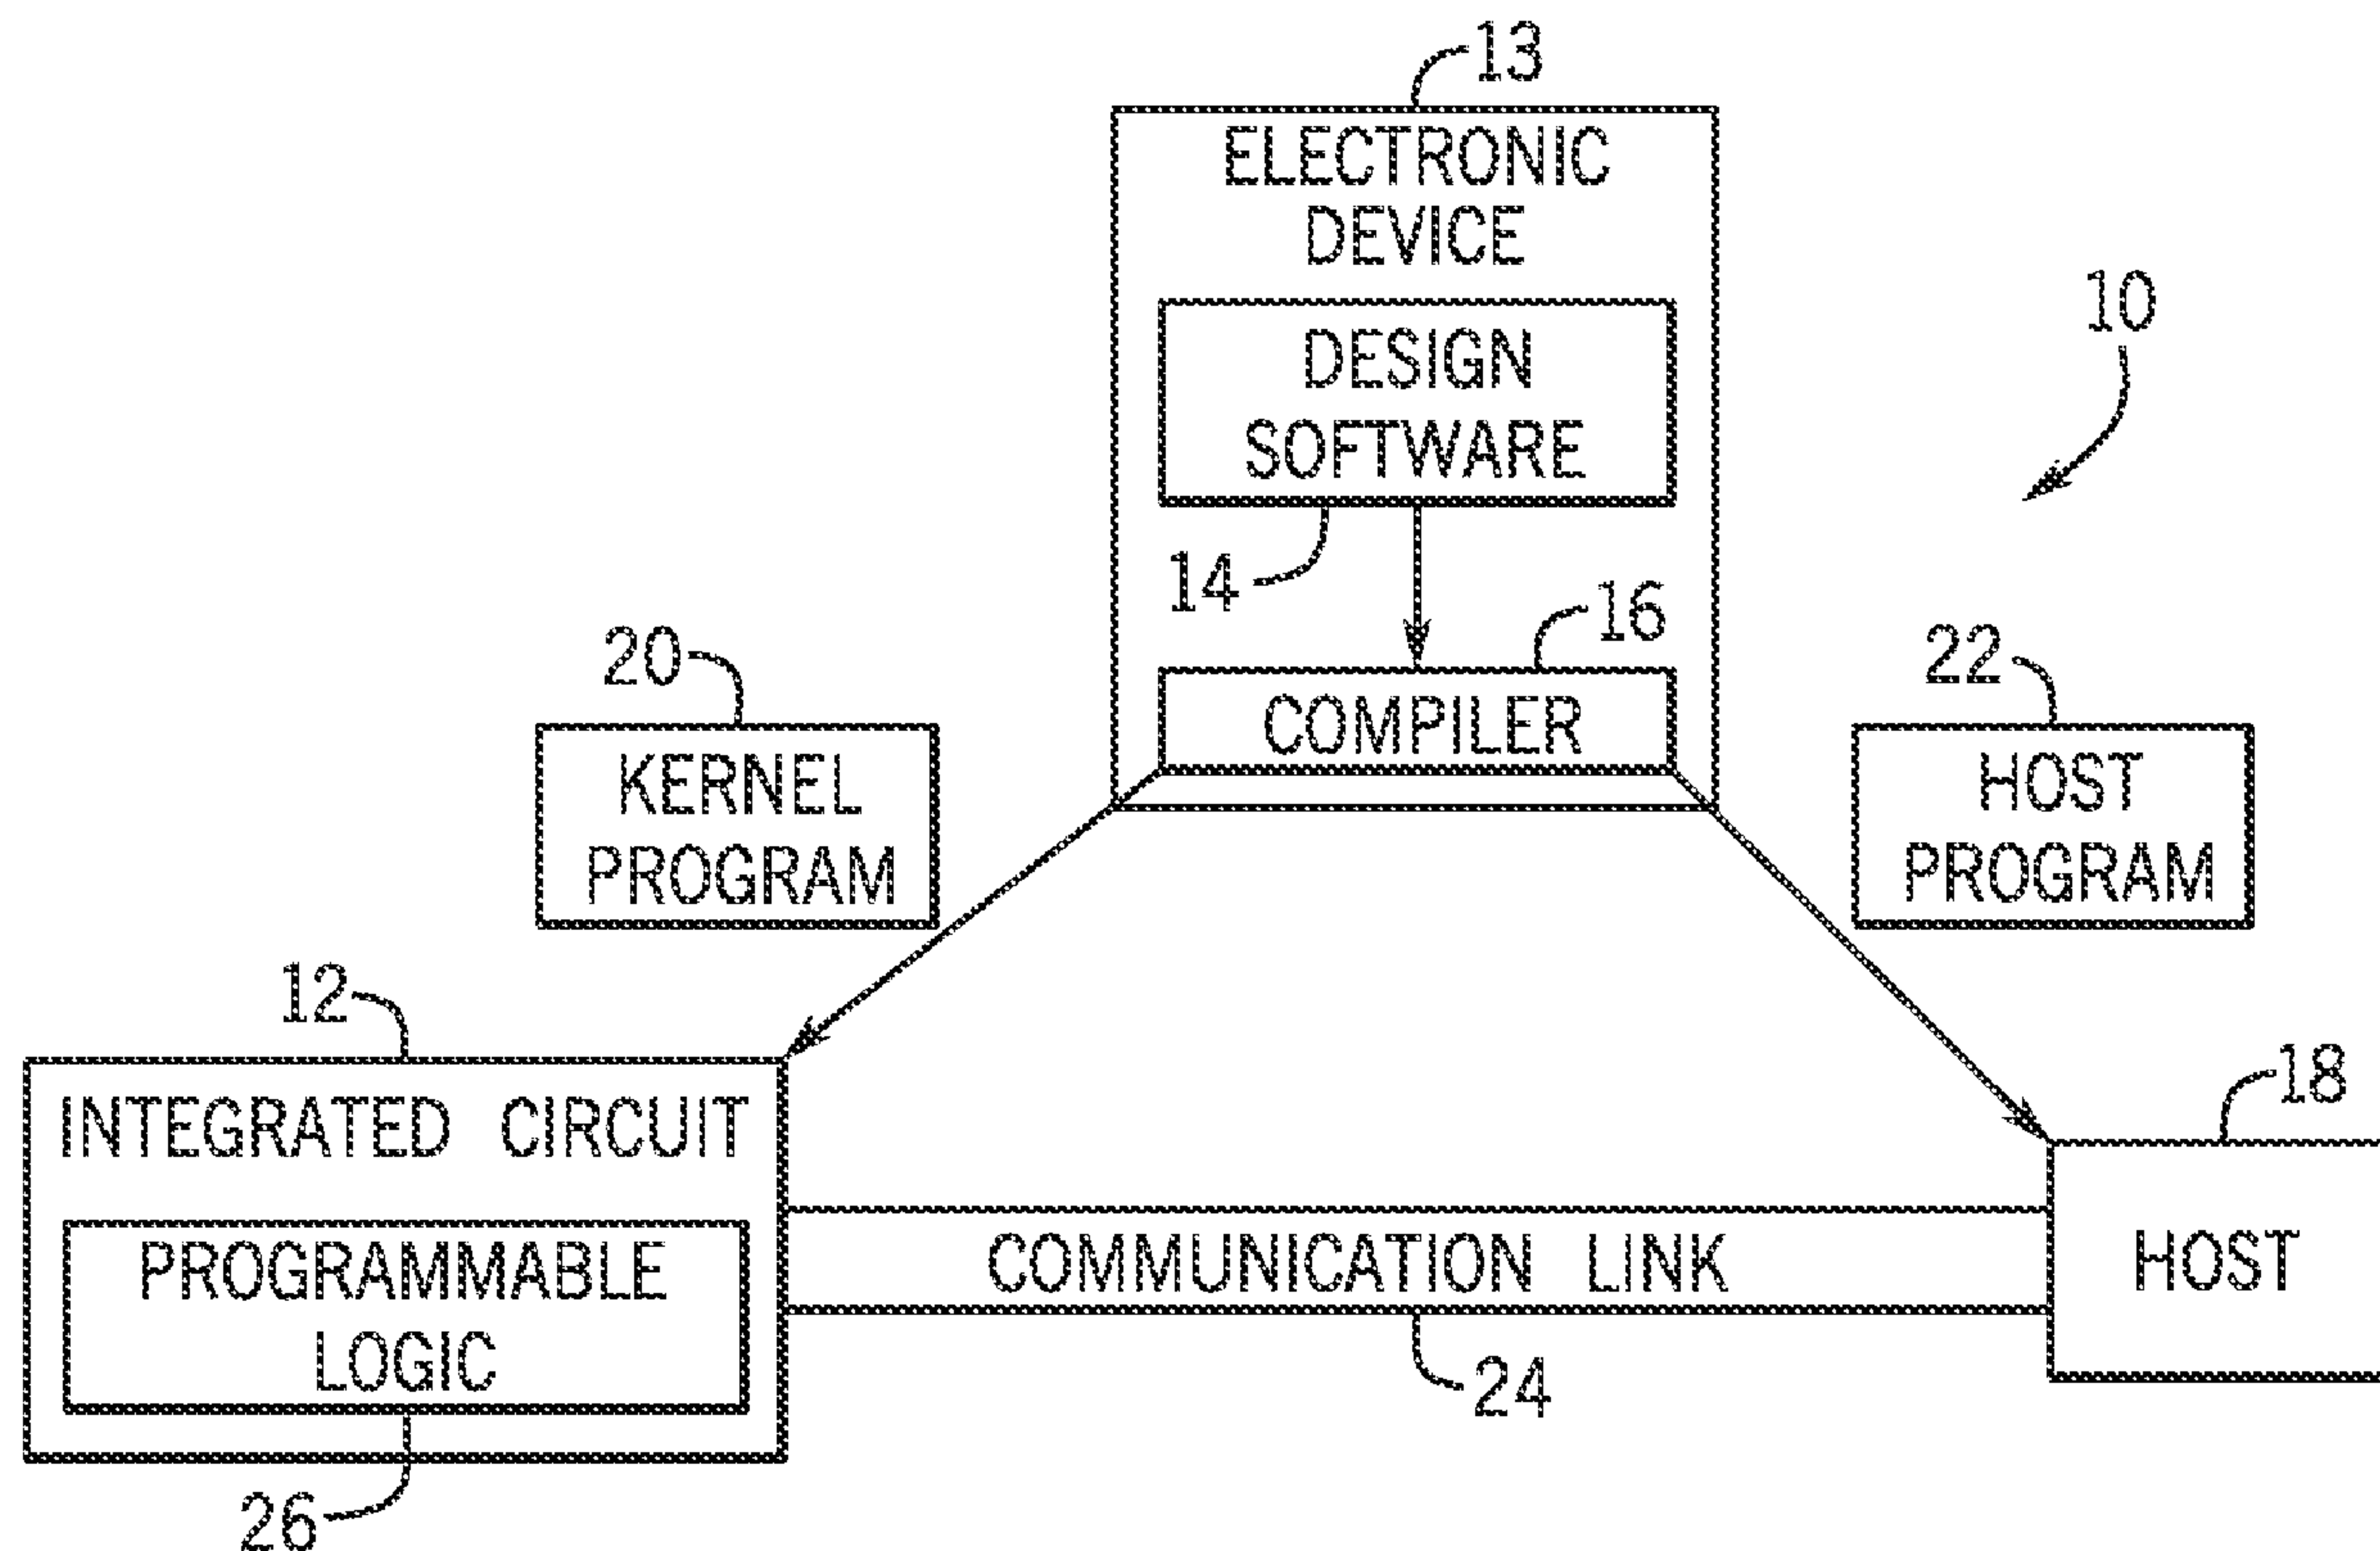 13
ELECTRONIC
DEVICE
10
DESIGN
SOFTWARE
14
16
20
22
COMPILER
KERNEL
PROGRAM
HOST
PROGRAM
12
18
INTEGRATED CIRCUIT
PROGRAMMABLE
LOGIC
COMMUNICATION LINK
HOST
24
26